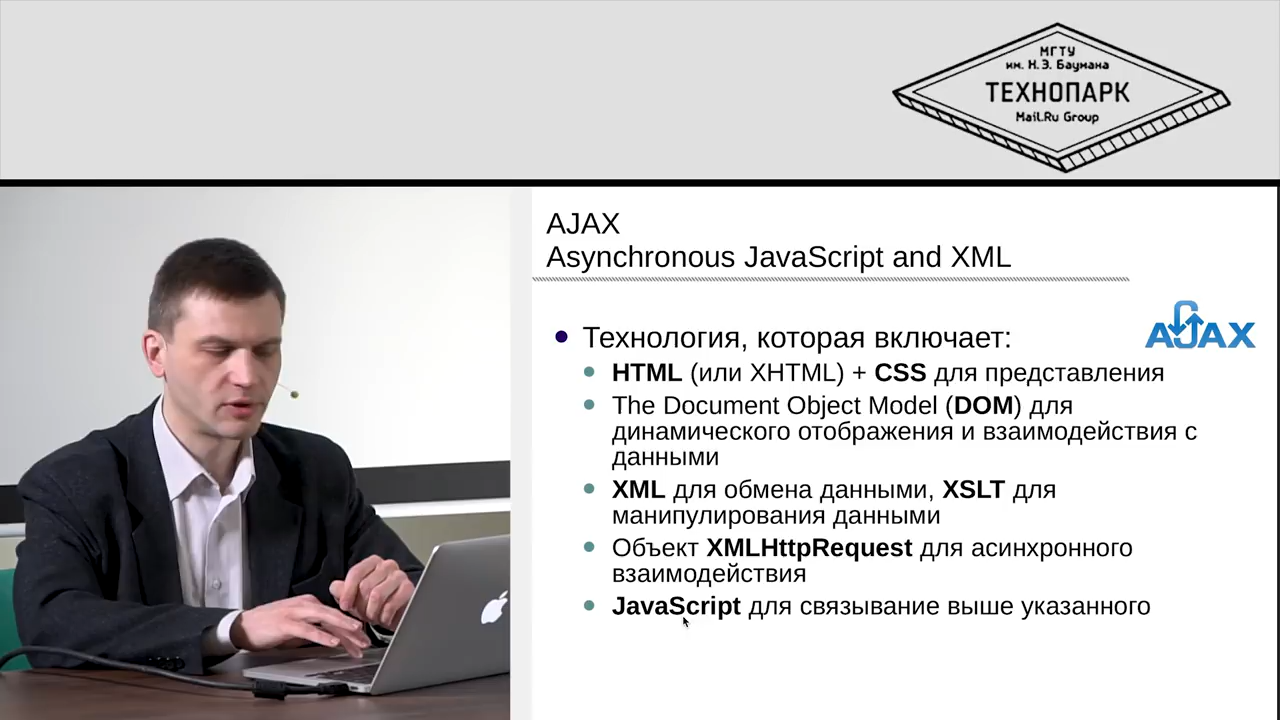 МГТУ
им. Н.Э. Баумана
ТЕХНОПАРК
Mail.Ru Group
AJAX
Asynchronous JavaScript and XML
AJAX
Технология, которая включает:
HTML (или XHTML) + CSS для представления
The Document Object Model (DOM) для
динамического отображения и взаимодействия с
данными
XML для обмена данными, XSLT для
манипулирования данными
Объект XMLHttpRequest для асинхронного
взаимодействия
JavaScript для связывание выше указанного